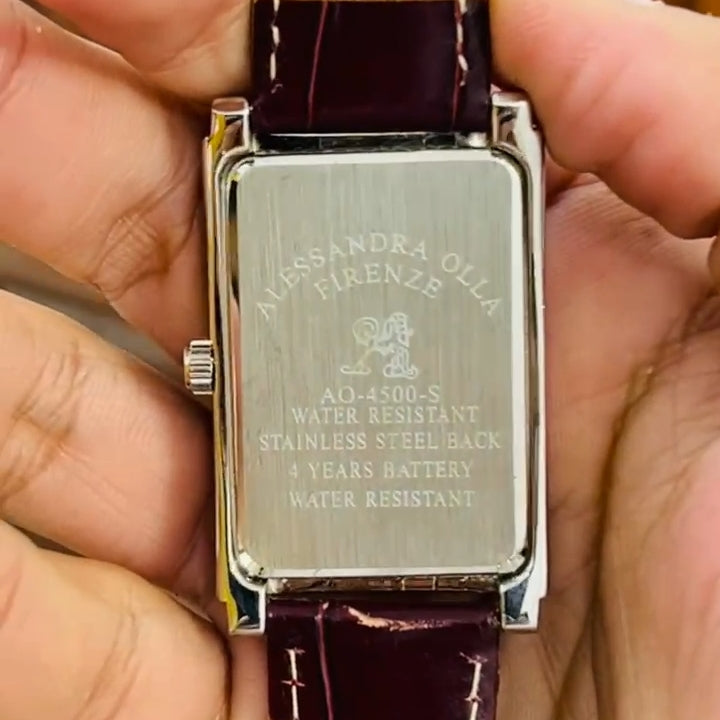 ALESSANDRA OLLA
FIRENZE
AO-4500-S
WATER RESISTANT
STAINLESS STEEL BACK
4 YEARS BATTERY
WATER RESISTANT